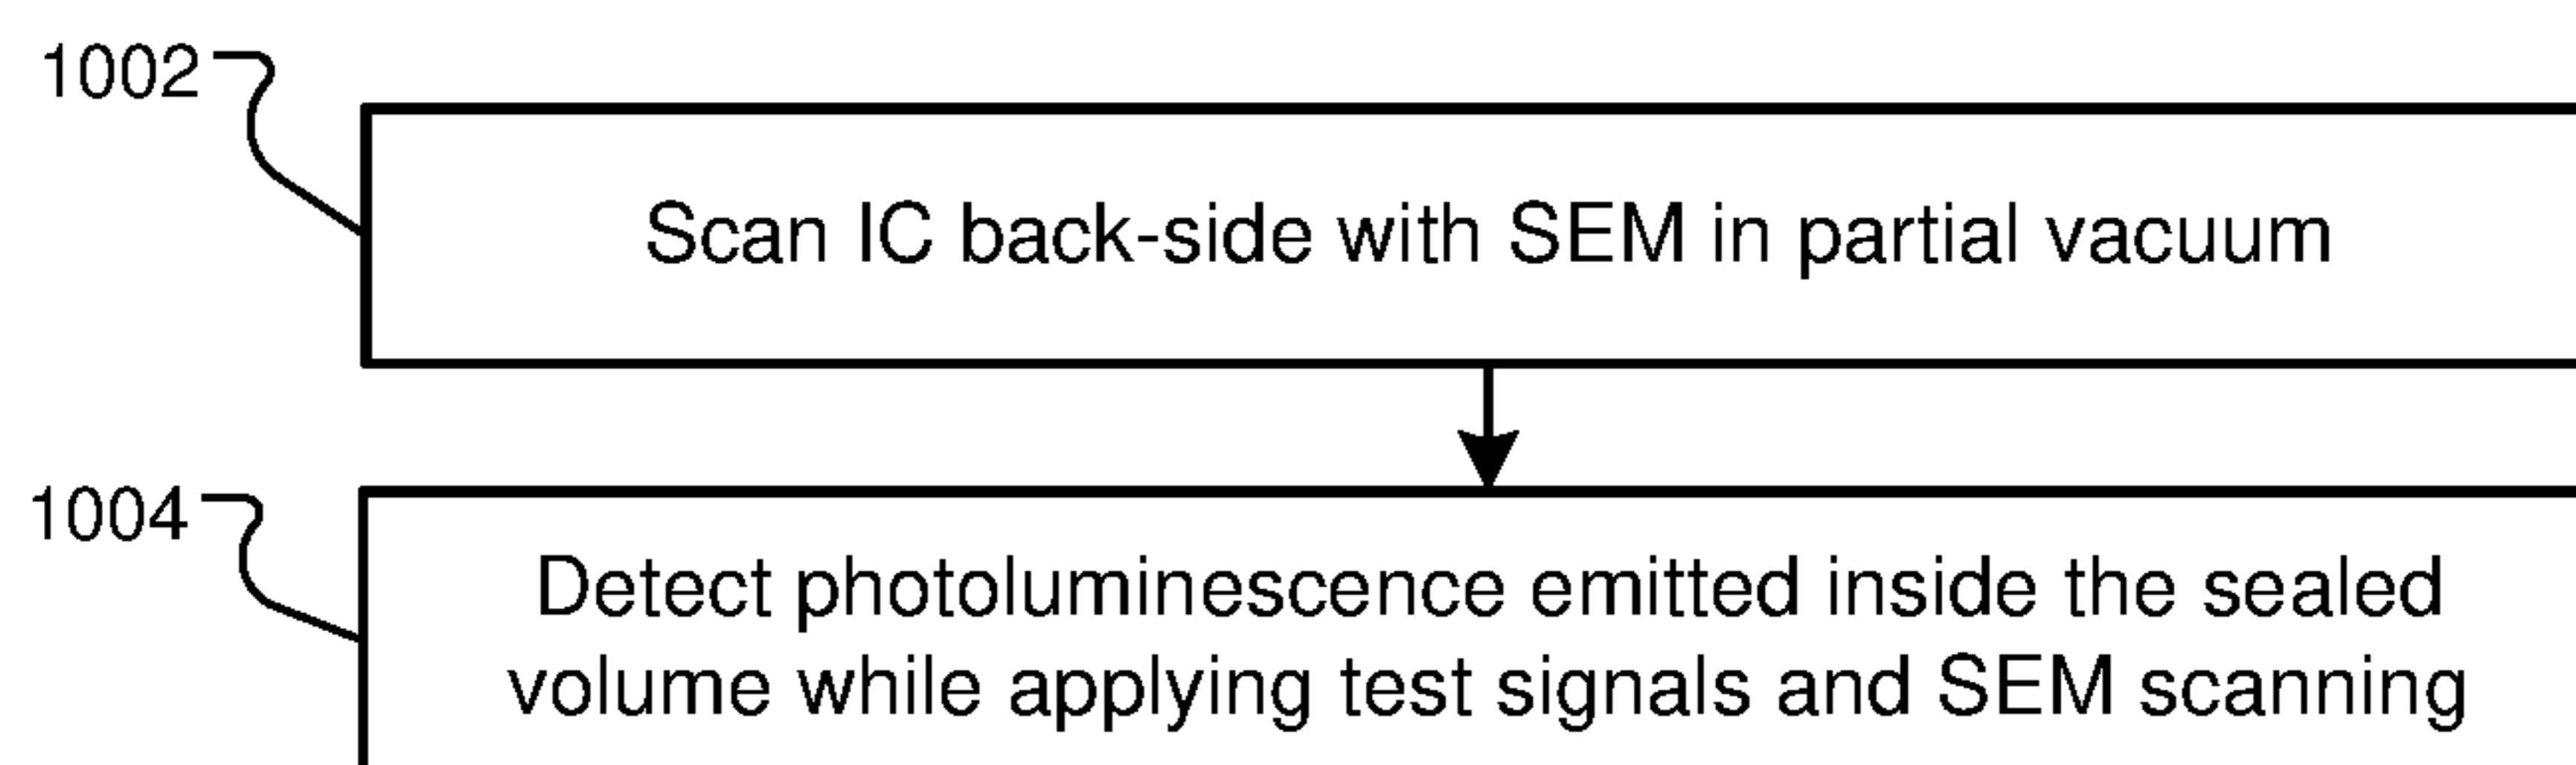 1002
Scan IC back-side with SEM in partial vacuum
1004
Detect photoluminescence emitted inside the sealed
volume while applying test signals and SEM scanning